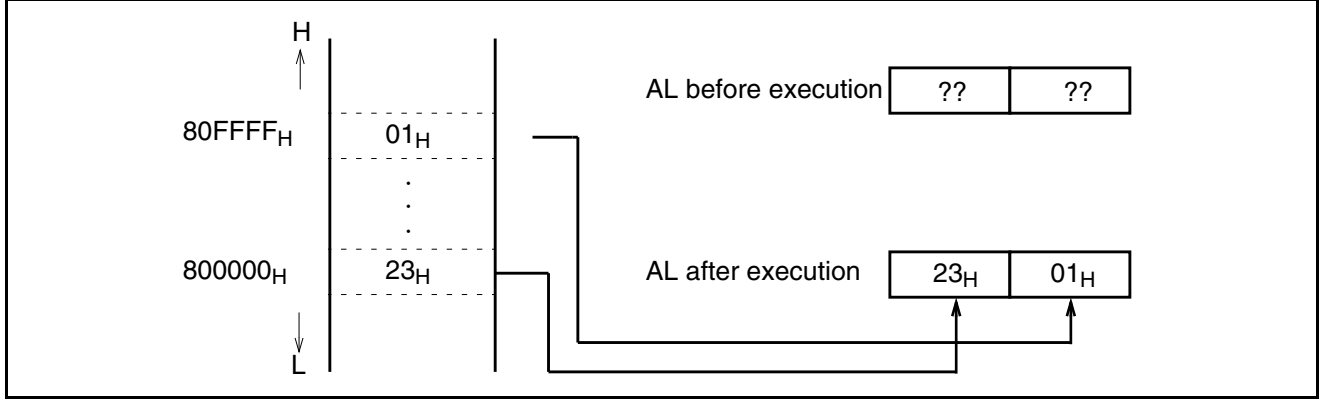 H
AL before execution ?? ??
80FFFFH 01H
.
.
.
800000H 23H
AL after execution 23H 01H
L